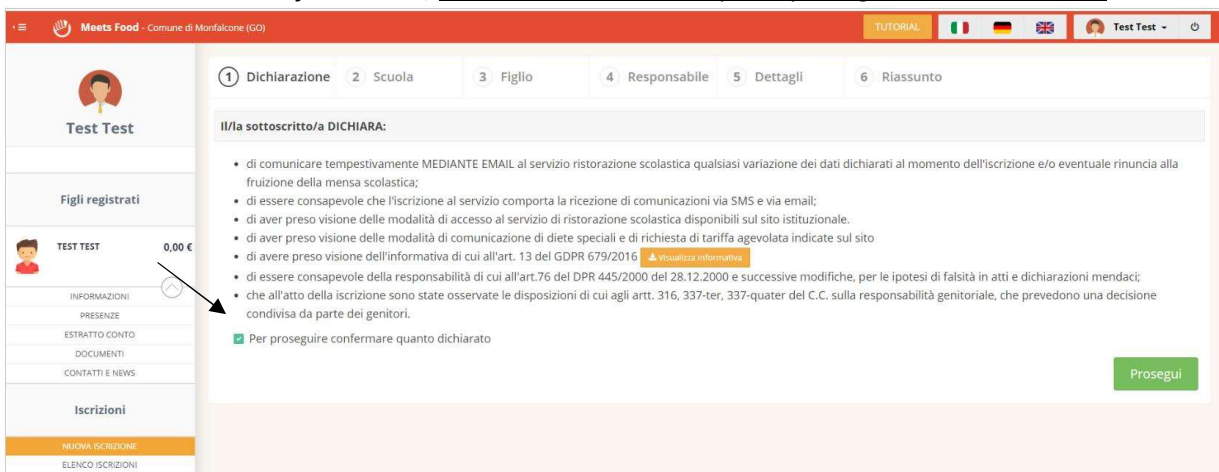 Meets Food - Comune di Monfalcone (GO)
TUTORIAL
Test Test
Test Test
Figli registrati
TEST TEST 0,00 €
INFORMAZIONI
PRESENZE
ESTRATTO CONTO
DOCUMENTI
CONTATTI E NEWS
Iscrizioni
NUOVA ISCRIZIONE
ELENCO ISCRIZIONI
1 Dichiarazione 2 Scuola 3 Figlio 4 Responsabile 5 Dettagli 6 Riassunto
Il/la sottoscritto/a DICHIARA:
• di comunicare tempestivamente MEDIANTE EMAIL al servizio ristorazione scolastica qualsiasi variazione dei dati dichiarati al momento dell'iscrizione e/o eventuale rinuncia alla
fruizione della mensa scolastica;
• di essere consapevole che l'iscrizione al servizio comporta la ricezione di comunicazioni via SMS e via email;
• di aver preso visione delle modalità di accesso al servizio di ristorazione scolastica disponibili sul sito istituzionale.
• di aver preso visione delle modalità di comunicazione di diete speciali e di richiesta di tariffa agevolata indicate sul sito
• di avere preso visione dell'informativa di cui all'art. 13 del GDPR 679/2016 Visualizza informativa
• di essere consapevole della responsabilità di cui all'art.76 del DPR 445/2000 del 28.12.2000 e successive modifiche, per le ipotesi di falsità in atti e dichiarazioni mendaci;
• che all'atto della iscrizione sono state osservate le disposizioni di cui agli artt. 316, 337-ter, 337-quater del C.C. sulla responsabilità genitoriale, che prevedono una decisione
condivisa da parte dei genitori.
Per proseguire confermare quanto dichiarato
Prosegui